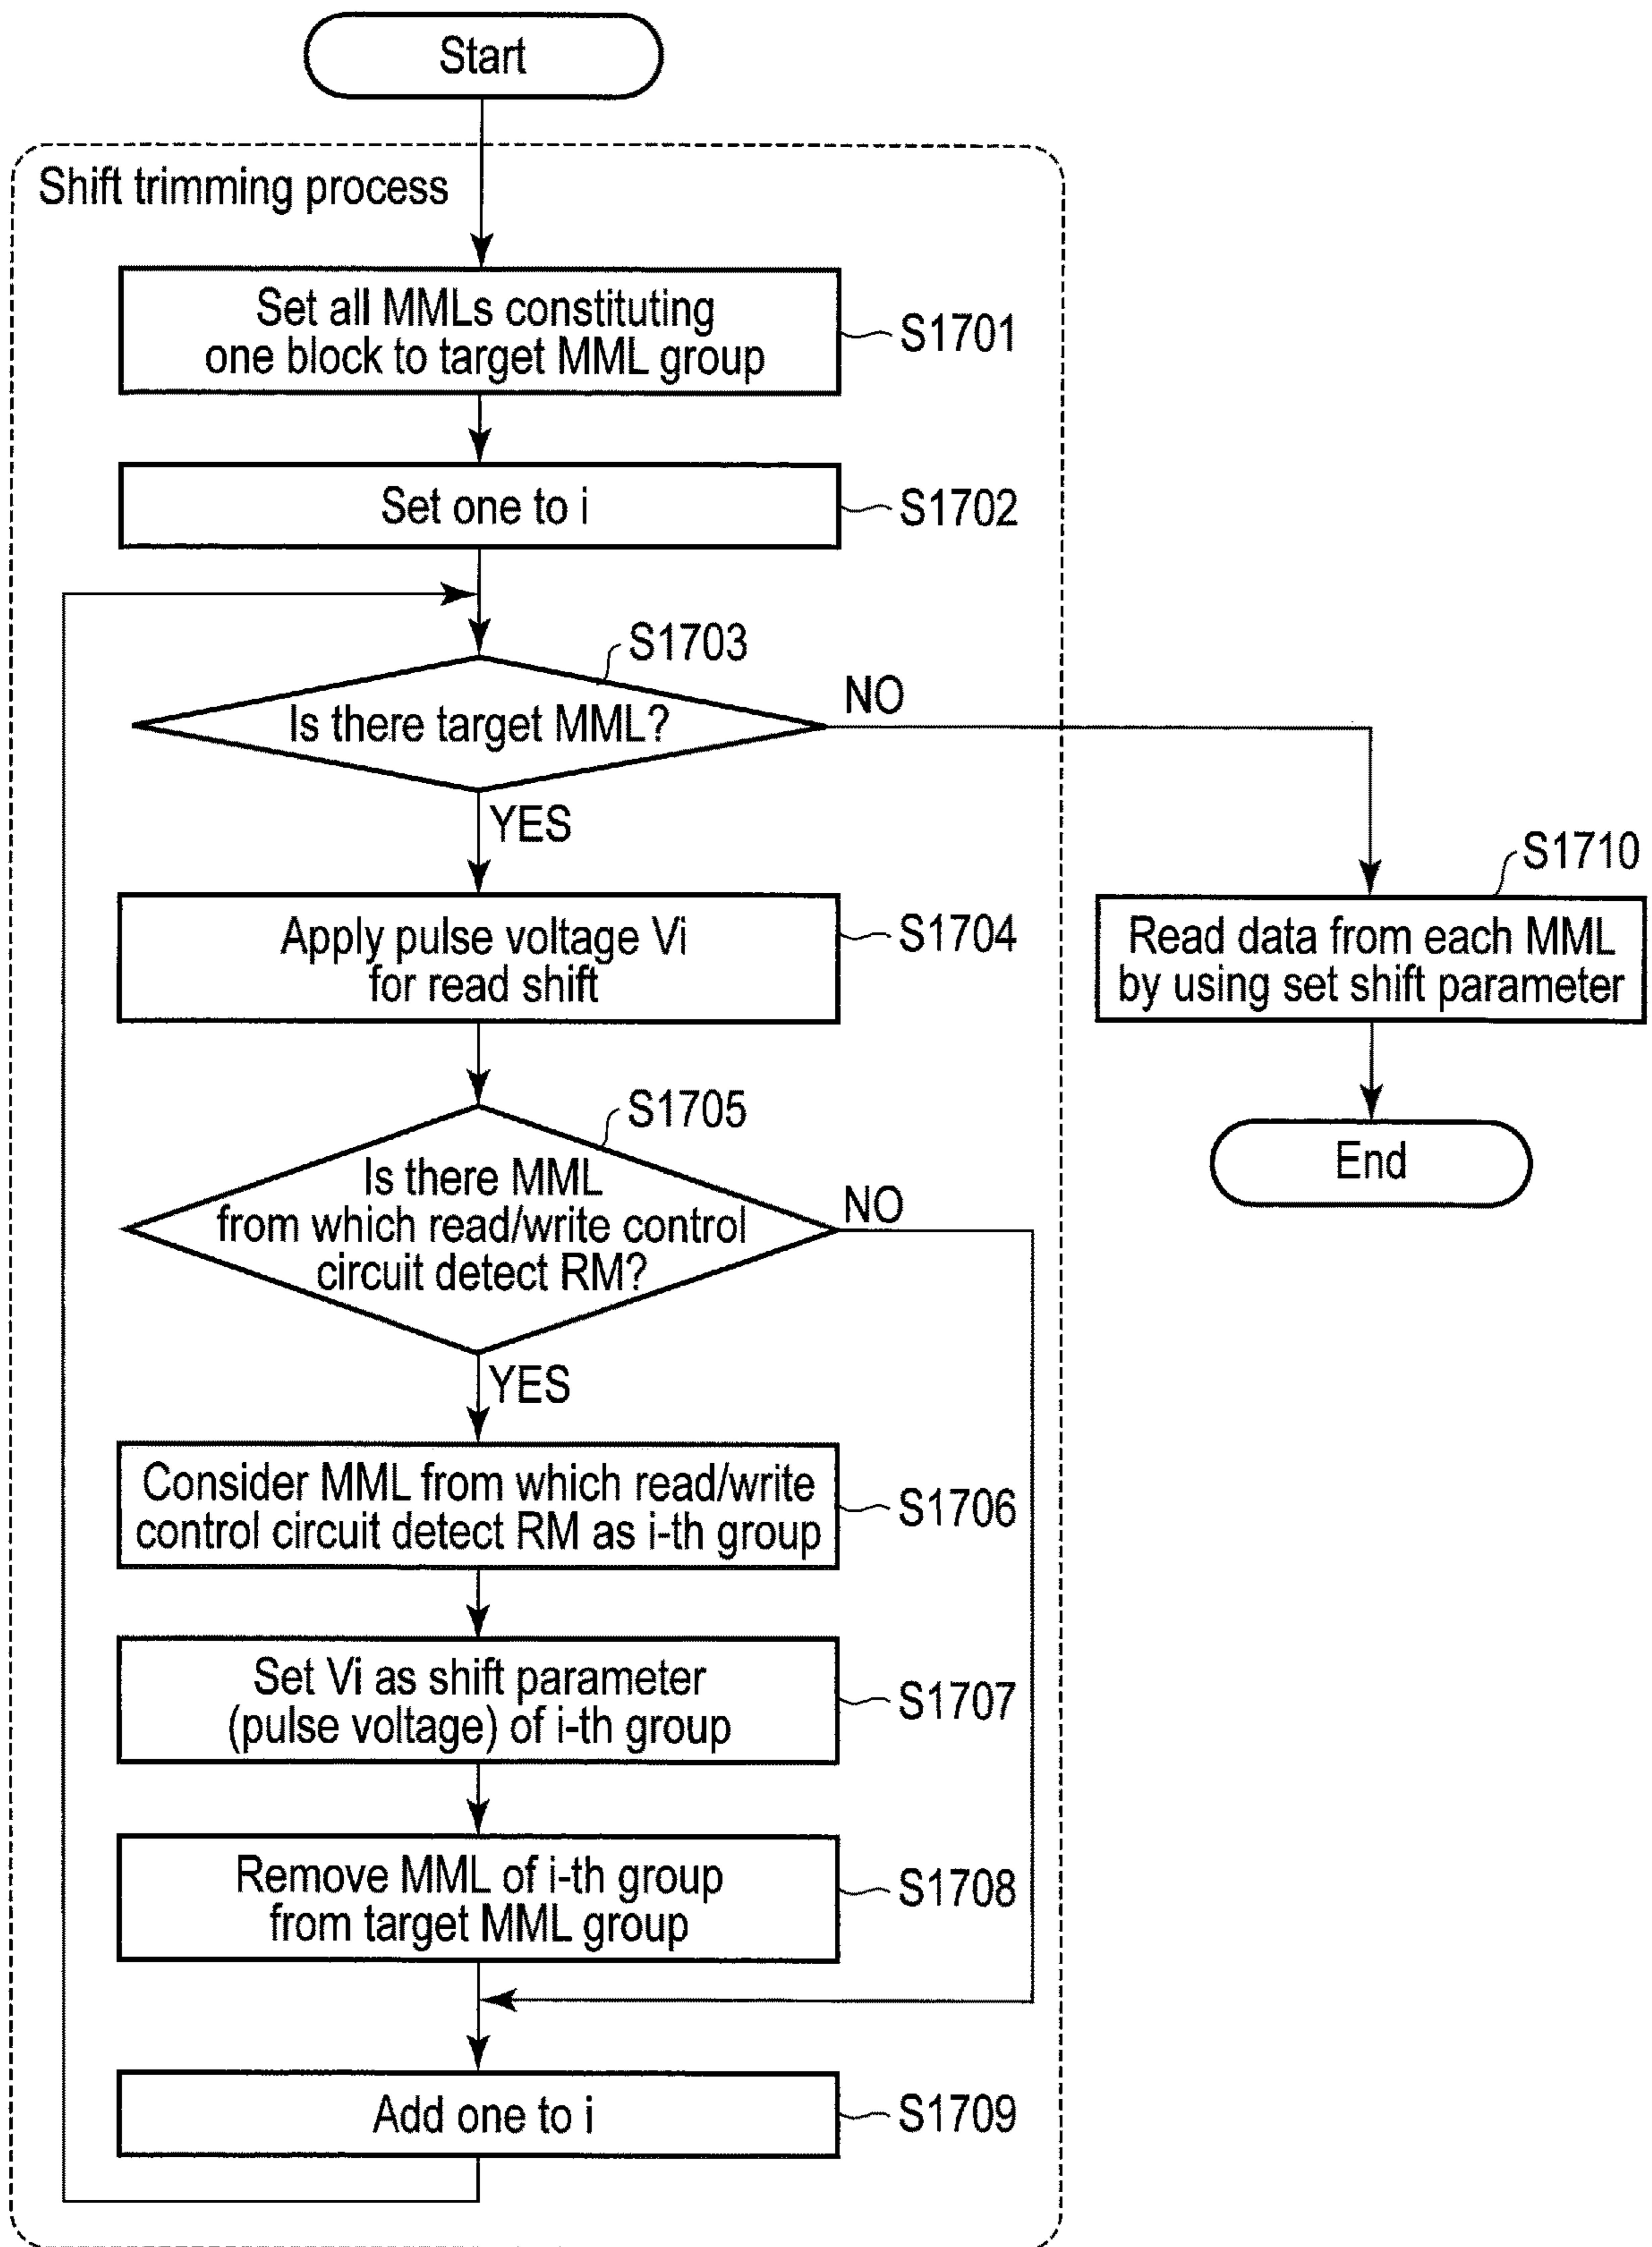 Start
Shift trimming process
Set all MMLs constituting
one block to target MML group
S1701
Set one to i
S1702
S1703
Is there target MML?
NO
YES
Apply pulse voltage Vi
for read shift
S1704
S1710
Read data from each MML
by using set shift parameter
End
S1705
Is there MML
from which read/write control
circuit detect RM?
NO
YES
Consider MML from which read/write
control circuit detect RM as i-th group
S1706
Set Vi as shift parameter
(pulse voltage) of i-th group
S1707
Remove MML of i-th group
from target MML group
S1708
Add one to i
S1709